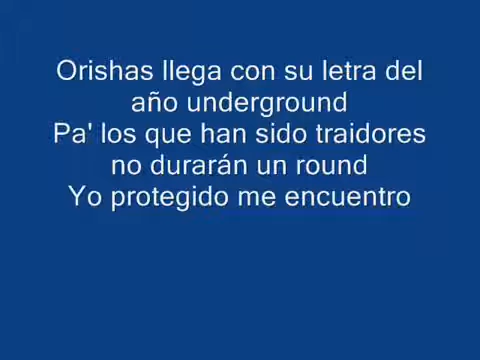 Orishas llega con su letra del
año underground
Pa' los que han sido traidores
no durarán un round
Yo protegido me encuentro